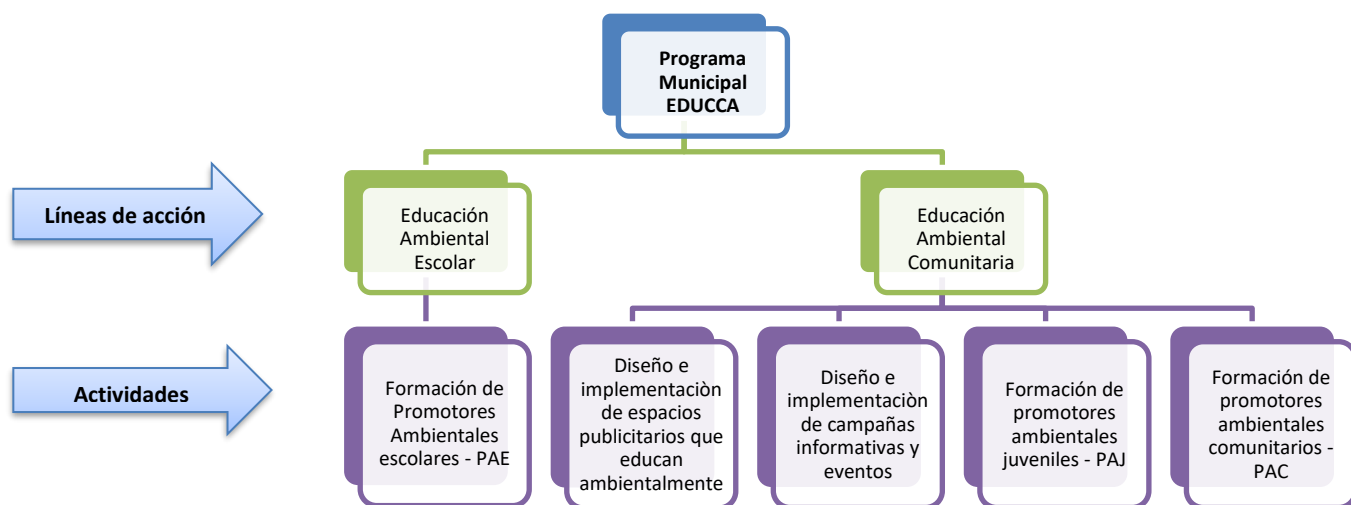 Programa
Municipal
EDUCCA
Líneas de acción
Educación
Ambiental
Escolar
Educación
Ambiental
Comunitaria
Actividades
Formación de
Promotores
Ambientales
escolares - PAE
Diseño e
implementaciòn
de espacios
publicitarios que
educan
ambientalmente
Diseño e
implementaciòn
de campañas
informativas y
eventos
Formación de
promotores
ambientales
juveniles - PAJ
Formación de
promotores
ambientales
comunitarios -
PAC